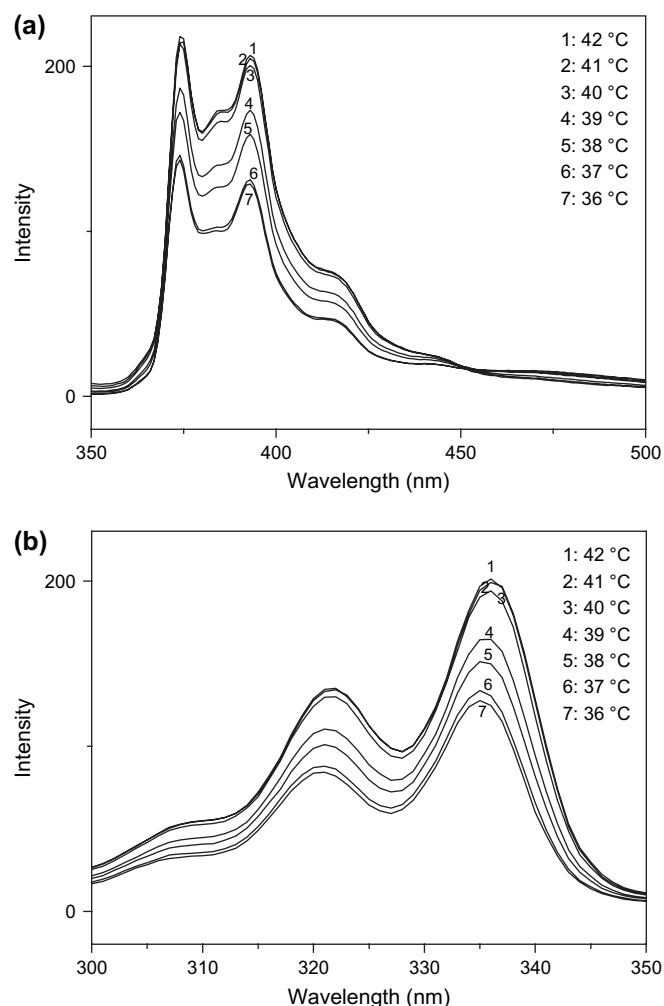 (a)
200
0
Intensity
1
2
3
4
5
6
7
1: 42 °C
2: 41 °C
3: 40 °C
4: 39 °C
5: 38 °C
6: 37 °C
7: 36 °C
350
400
450
500
Wavelength (nm)
(b)
200
0
Intensity
1
2
3
4
5
6
7
1: 42 °C
2: 41 °C
3: 40 °C
4: 39 °C
5: 38 °C
6: 37 °C
7: 36 °C
300
310
320
330
340
350
Wavelength (nm)